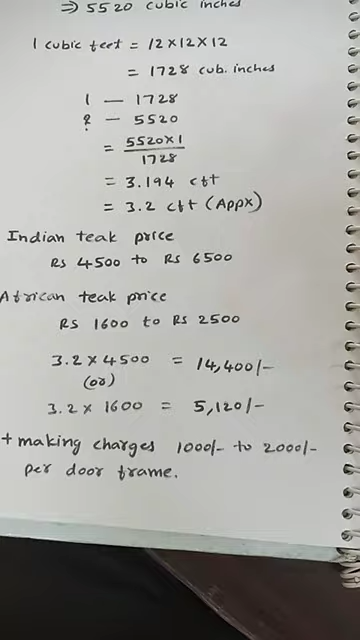 ⇒ 5520 cubic inches
1 cubic feet = 12×12×12
= 1728 cub. inches
1 — 1728
? — 5520
= 5520×1
1728
= 3.194 cft
= 3.2 cft (Appx)
Indian teak price
Rs 4500 to Rs 6500
African teak price
Rs 1600 to Rs 2500
3.2 × 4500 = 14,400/-
(or)
3.2 × 1600 = 5,120/-
+ making charges 1000/- to 2000/-
per door frame.